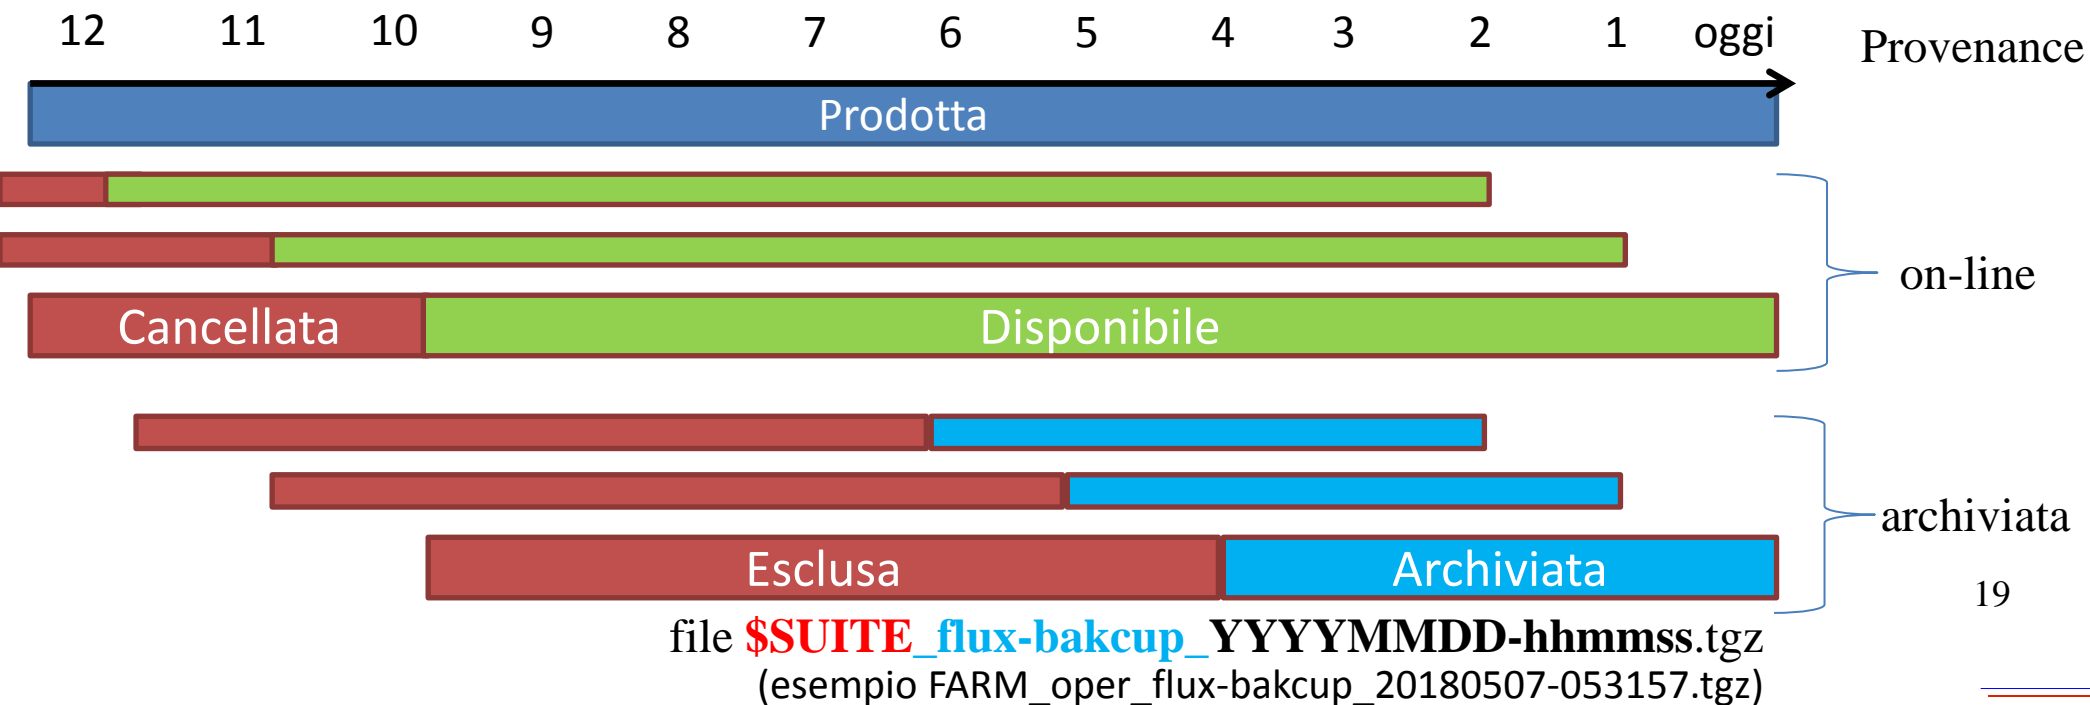 12 11 10 9 8 7 6 5 4 3 2 1 oggi Provenance
Prodotta
on-line
Cancellata Disponibile
archiviata
Esclusa Archiviata
19
file $SUITE_flux-bakcup_YYYYMMDD-hhmmss.tgz
(esempio FARM_oper_flux-bakcup_20180507-053157.tgz)